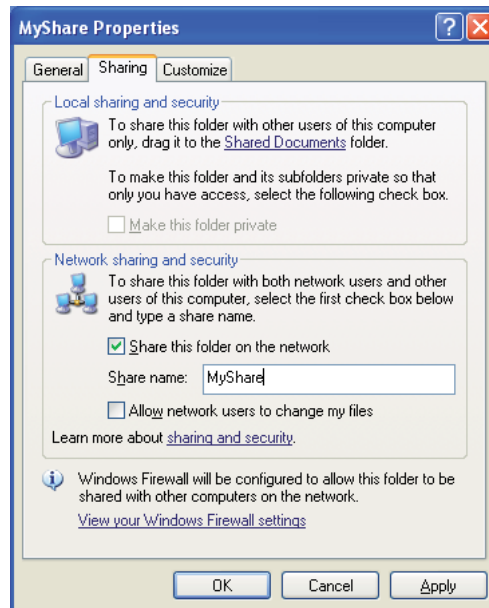 MyShare Properties
General Sharing Customize
Local sharing and security
To share this folder with other users of this computer
only, drag it to the Shared Documents folder.
To make this folder and its subfolders private so that
only you have access, select the following check box.
Make this folder private
Network sharing and security
To share this folder with both network users and other
users of this computer, select the first check box below
and type a share name.
Share this folder on the network
Share name: MyShare
Allow network users to change my files
Learn more about sharing and security.
Windows Firewall will be configured to allow this folder to be
shared with other computers on the network.
View your Windows Firewall settings
OK Cancel Apply